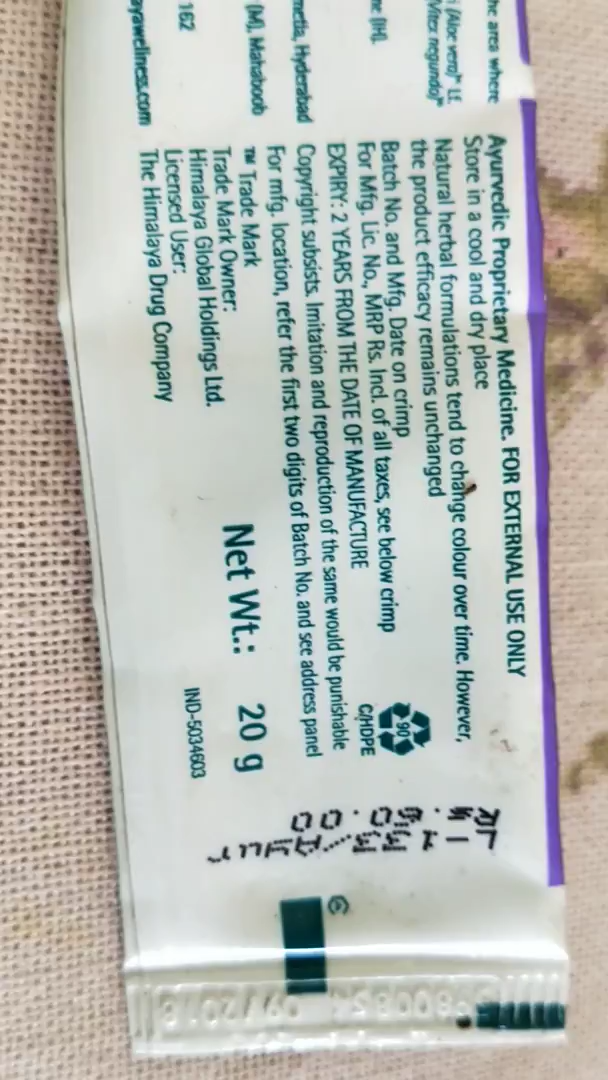 he area where
(Aloe vera)* LE.
Vitex negundo)*
ne (H).
metla, Hyderabad
(M), Mahaboob
162
ayawellness.com
Ayurvedic Proprietary Medicine. FOR EXTERNAL USE ONLY
Store in a cool and dry place
Natural herbal formulations tend to change colour over time. However,
the product efficacy remains unchanged
Batch No. and Mfg. Date on crimp
For Mfg. Lic. No., MRP Rs. Incl. of all taxes, see below crimp
EXPIRY: 2 YEARS FROM THE DATE OF MANUFACTURE
Copyright subsists. Imitation and reproduction of the same would be punishable
For mfg. location, refer the first two digits of Batch No. and see address panel
™ Trade Mark
Trade Mark Owner:
Himalaya Global Holdings Ltd.
Licensed User:
The Himalaya Drug Company
90
C/HDPE
Net Wt.: 20 g
IND-5034603